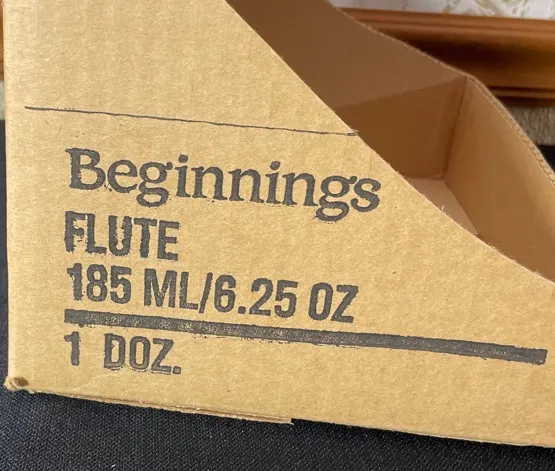 Beginnings
FLUTE
185 ML/6.25 OZ
1 DOZ.